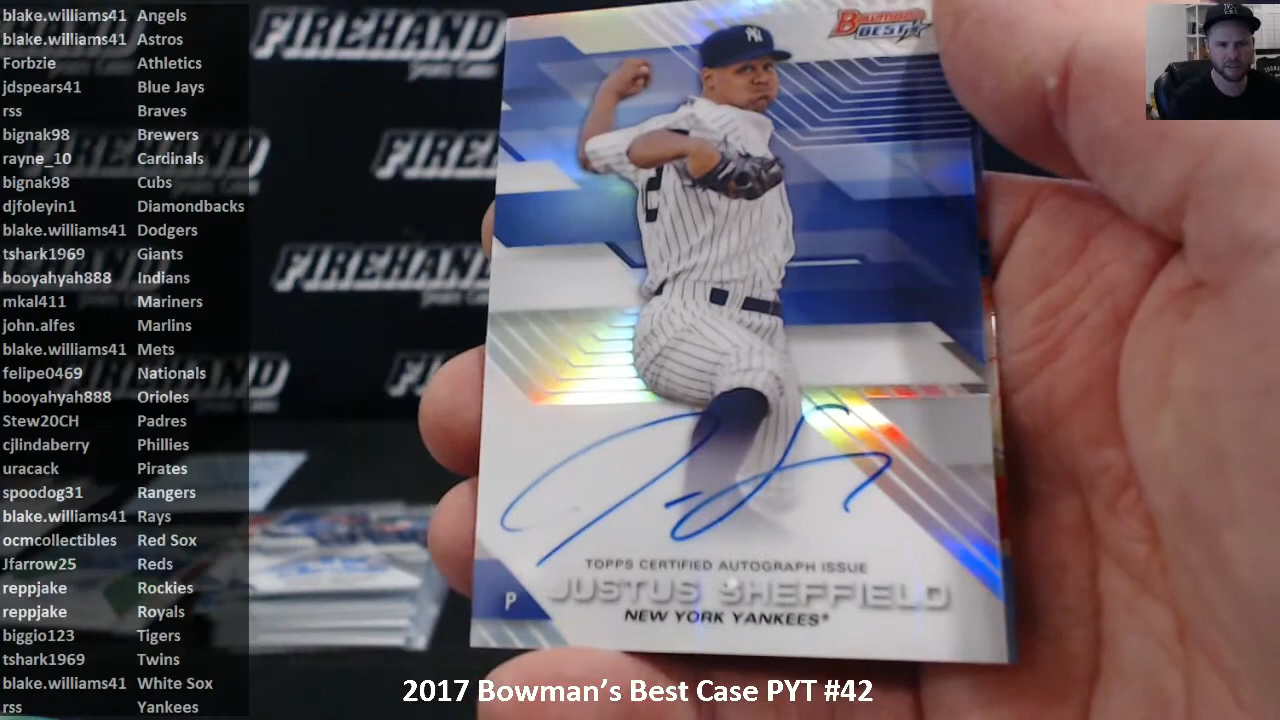 blake.williams41 Angels
blake.williams41 Astros
Forbzie Athletics
jdspears41 Blue Jays
rss Braves
bignak98 Brewers
rayne_10 Cardinals
bignak98 Cubs
djfoleyin1 Diamondbacks
blake.williams41 Dodgers
tshark1969 Giants
booyahyah888 Indians
mkal411 Mariners
john.alfes Marlins
blake.williams41 Mets
felipe0469 Nationals
booyahyah888 Orioles
Stew20CH Padres
cjlindaberry Phillies
uracack Pirates
spoodog31 Rangers
blake.williams41 Rays
ocmcollectibles Red Sox
Jfarrow25 Reds
reppjake Rockies
reppjake Royals
biggio123 Tigers
tshark1969 Twins
blake.williams41 White Sox
rss Yankees
FIREHAND
FIREHAND
Bowman's
BEST
NY
TOPPS CERTIFIED AUTOGRAPH ISSUE
P JUSTUS SHEFFIELD
NEW YORK YANKEES®
2017 Bowman's Best Case PYT #42